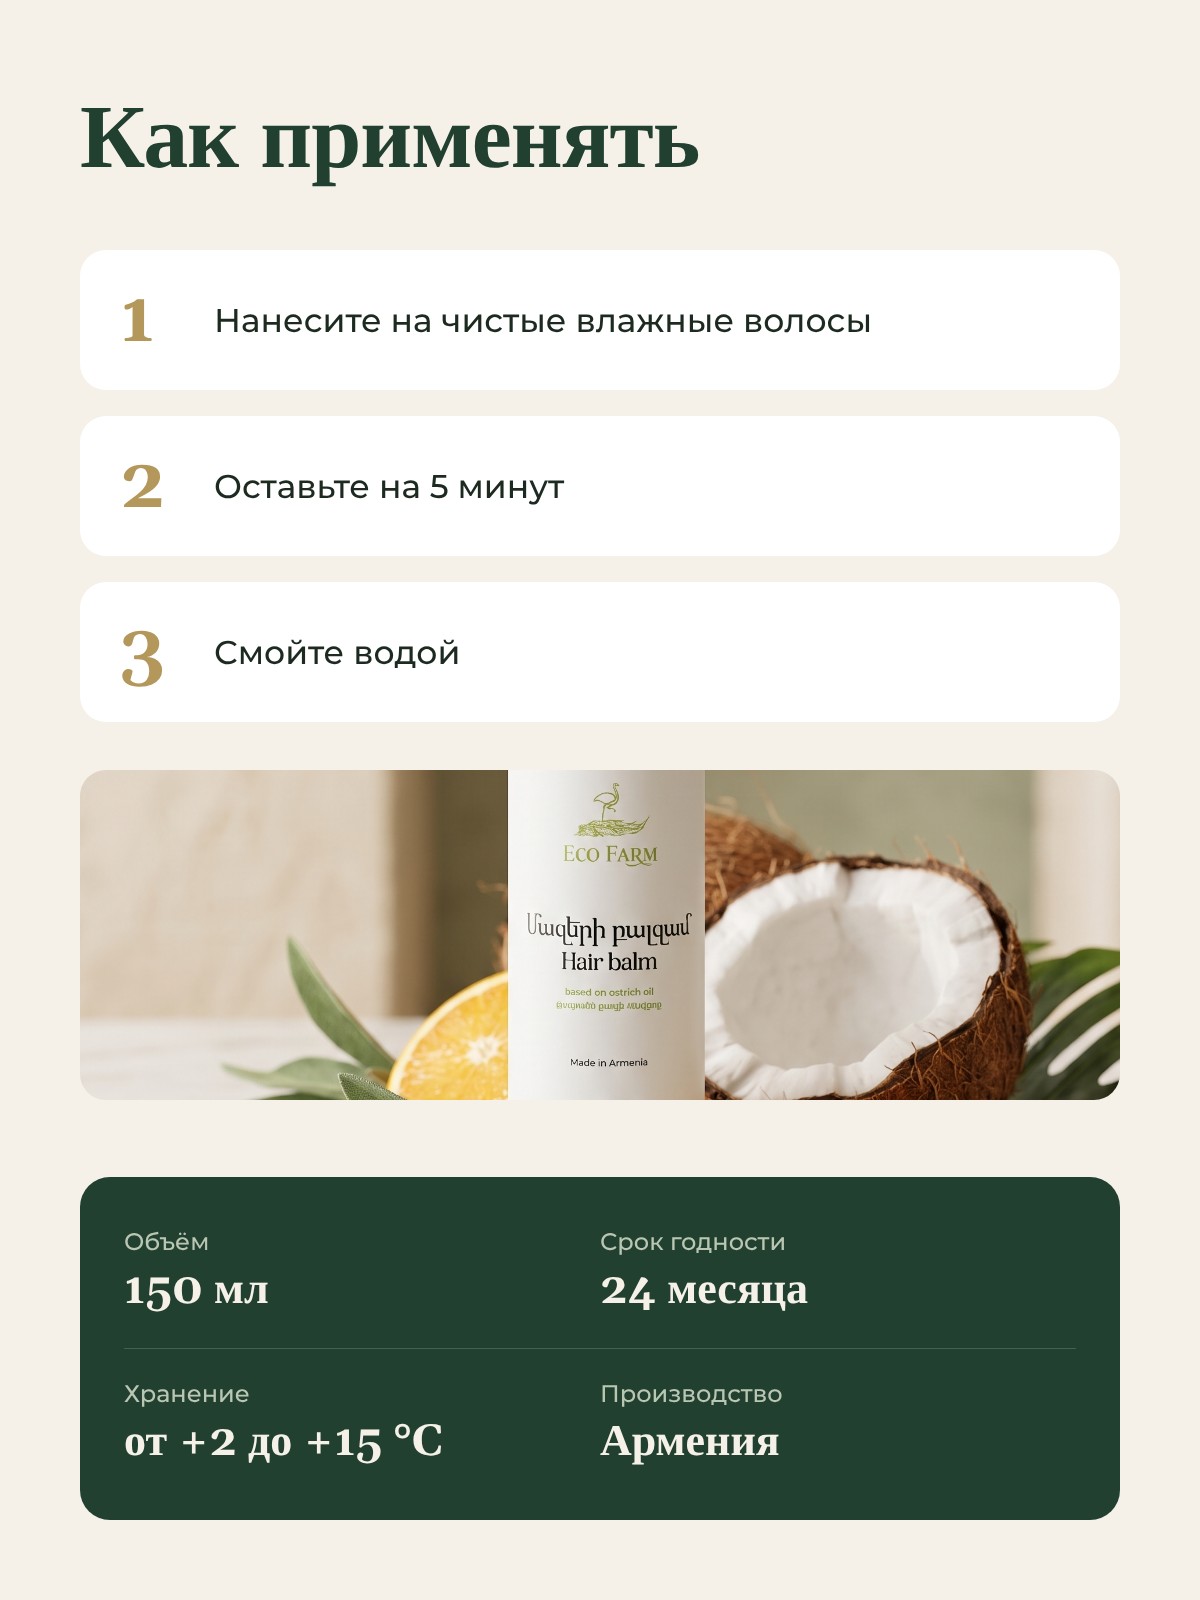 Как применять
1 Нанесите на чистые влажные волосы
2 Оставьте на 5 минут
3 Смойте водой
ECO FARM
Մազերի բալզամ
Hair balm
based on ostrich oil
Made in Armenia
Объём Срок годности
150 мл 24 месяца
Хранение Производство
от +2 до +15 °C Армения